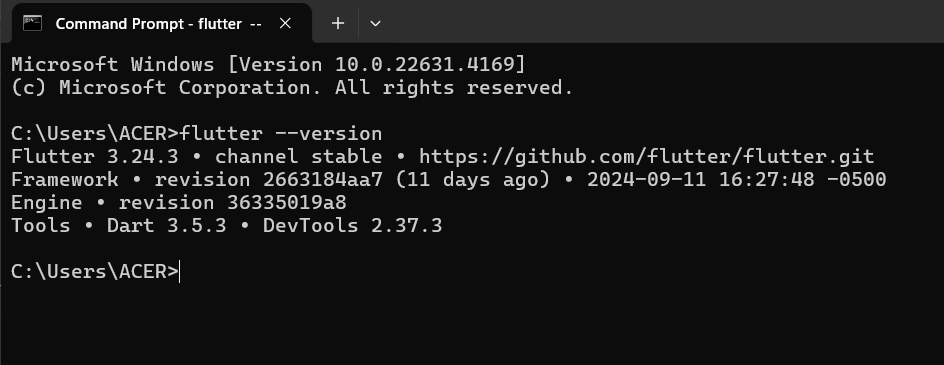 Command Prompt - flutter --
Microsoft Windows [Version 10.0.22631.4169]
(c) Microsoft Corporation. All rights reserved.
C:\Users\ACER>flutter --version
Flutter 3.24.3 • channel stable • https://github.com/flutter/flutter.git
Framework • revision 2663184aa7 (11 days ago) • 2024-09-11 16:27:48 -0500
Engine • revision 36335019a8
Tools • Dart 3.5.3 • DevTools 2.37.3
C:\Users\ACER>